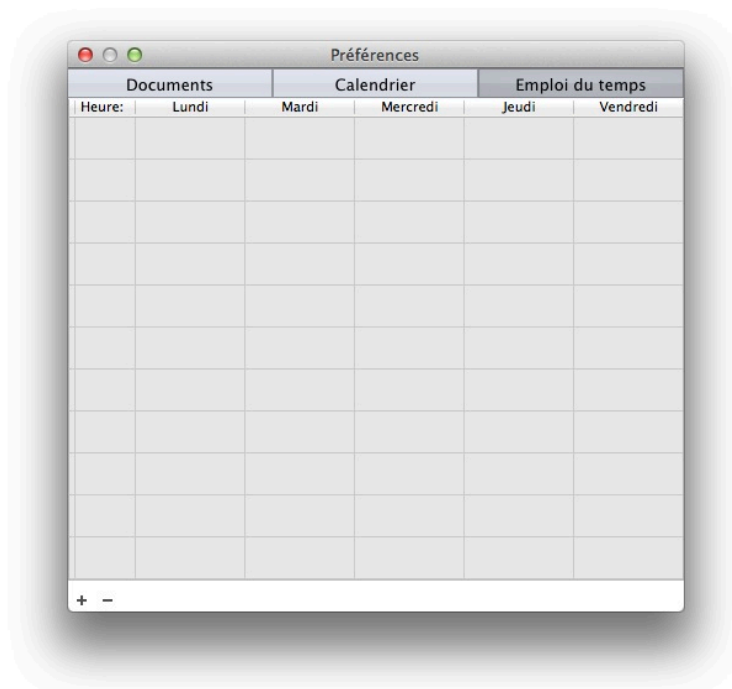 Préférences
Documents Calendrier Emploi du temps
Heure: Lundi Mardi Mercredi Jeudi Vendredi
+ −